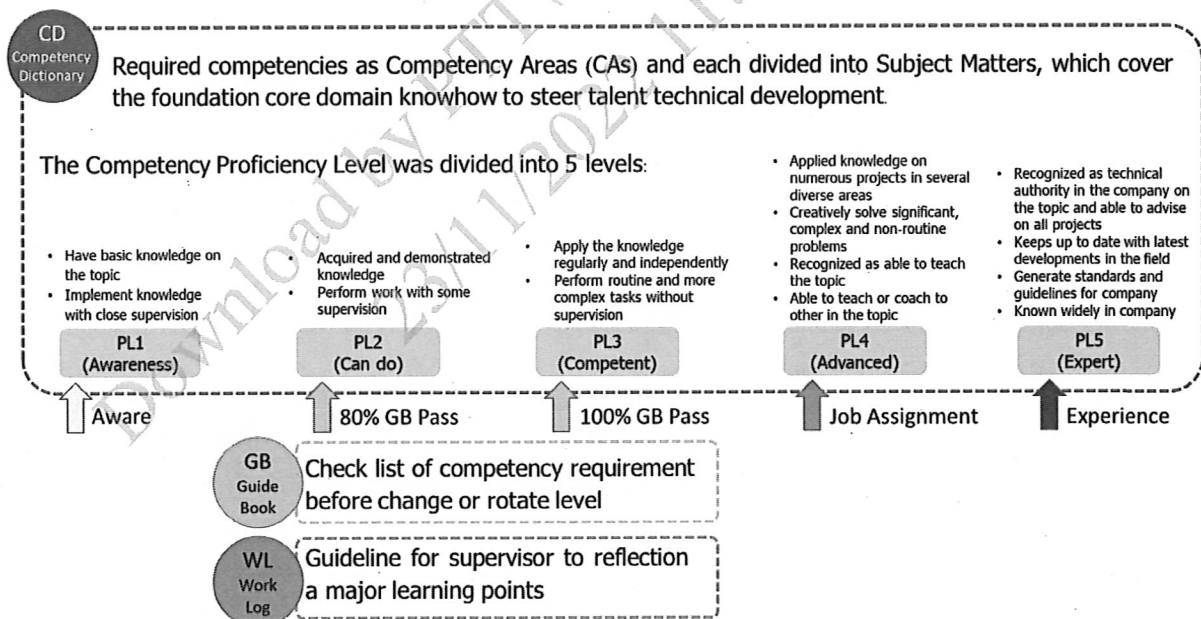 CD
Competency
Dictionary
Required competencies as Competency Areas (CAs) and each divided into Subject Matters, which cover
the foundation core domain knowhow to steer talent technical development.
The Competency Proficiency Level was divided into 5 levels:
• Have basic knowledge on
the topic
• Implement knowledge
with close supervision
PL1
(Awareness)
Aware
• Acquired and demonstrated
knowledge
• Perform work with some
supervision
PL2
(Can do)
80% GB Pass
• Apply the knowledge
regularly and independently
• Perform routine and more
complex tasks without
supervision
PL3
(Competent)
100% GB Pass
• Applied knowledge on
numerous projects in several
diverse areas
• Creatively solve significant,
complex and non-routine
problems
• Recognized as able to teach
the topic
• Able to teach or coach to
other in the topic
PL4
(Advanced)
Job Assignment
• Recognized as technical
authority in the company on
the topic and able to advise
on all projects
• Keeps up to date with latest
developments in the field
• Generate standards and
guidelines for company
• Known widely in company
PL5
(Expert)
Experience
GB
Guide
Book
Check list of competency requirement
before change or rotate level
WL
Work
Log
Guideline for supervisor to reflection
a major learning points
Download by PTT
23/11/2022